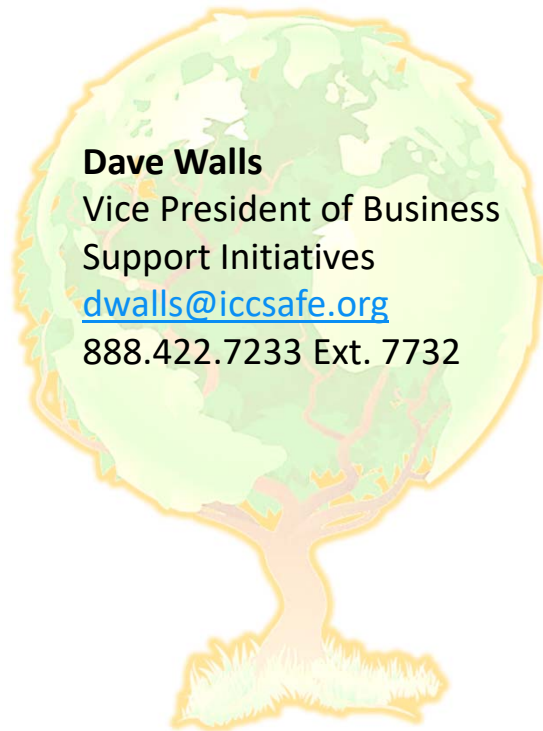 Dave Walls
Vice President of Business
Support Initiatives
dwalls@iccsafe.org
888.422.7233 Ext. 7732